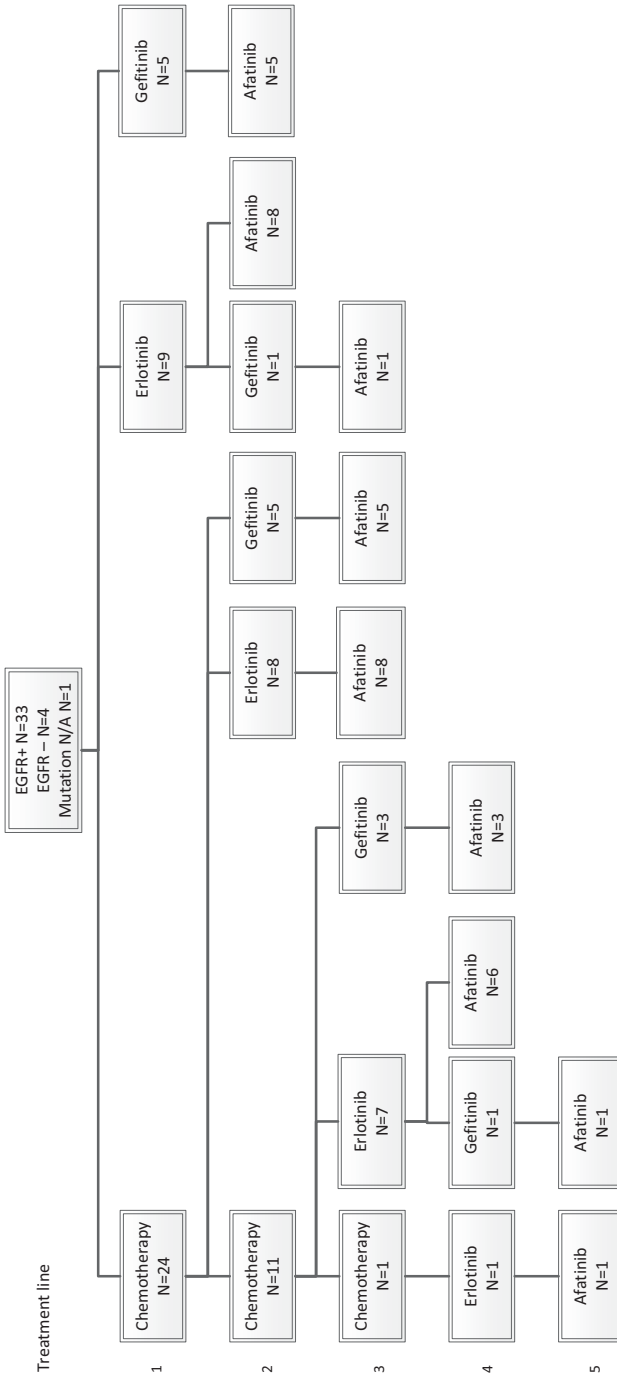 Treatment line
EGFR+ N=33
EGFR – N=4
Mutation N/A N=1
1
Chemotherapy
N=24
Erlotinib
N=9
Gefitinib
N=5
2
Chemotherapy
N=11
Erlotinib
N=8
Gefitinib
N=5
Gefitinib
N=1
Afatinib
N=8
Afatinib
N=5
3
Chemotherapy
N=1
Erlotinib
N=7
Gefitinib
N=3
Afatinib
N=8
Afatinib
N=5
Afatinib
N=1
4
Erlotinib
N=1
Gefitinib
N=1
Afatinib
N=6
Afatinib
N=3
5
Afatinib
N=1
Afatinib
N=1